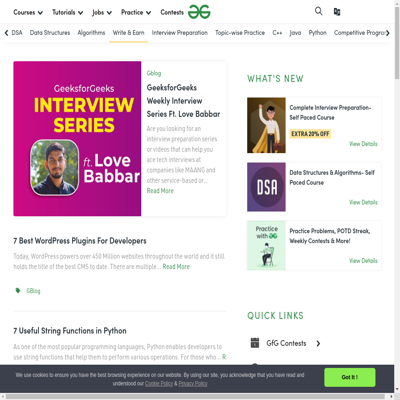 Courses
Tutorials
Jobs
Practice
Contests
DSA
Data Structures
Algorithms
Write & Earn
Interview Preparation
Topic-wise Practice
C++
Java
Python
Competitive Progra
GeeksforGeeks
INTERVIEW
SERIES
ft. Love
Babbar
Gblog
GeeksforGeeks
Weekly Interview
Series Ft. Love Babbar
Are you looking for an
interview preparation series
or videos that can help you
ace tech interviews at
companies like MAANG and
other service-based or...
Read More
7 Best WordPress Plugins For Developers
Today, WordPress powers over 450 Million websites throughout the world and it still
holds the title of the best CMS to date. There are multiple... Read More
GBlog
7 Useful String Functions in Python
As one of the most popular programming languages, Python enables developers to
use string functions that help them to perform various operations. For those who... R
WHAT'S NEW
Complete Interview Preparation-
Self Paced Course
EXTRA 20% OFF
View Details
DSA
Data Structures & Algorithms- Self
Paced Course
View Details
Practice
with
Practice Problems, POTD Streak,
Weekly Contests & More!
View Details
QUICK LINKS
GfG Contests
We use cookies to ensure you have the best browsing experience on our website. By using our site, you acknowledge that you have read and
understood our Cookie Policy & Privacy Policy
Got It !